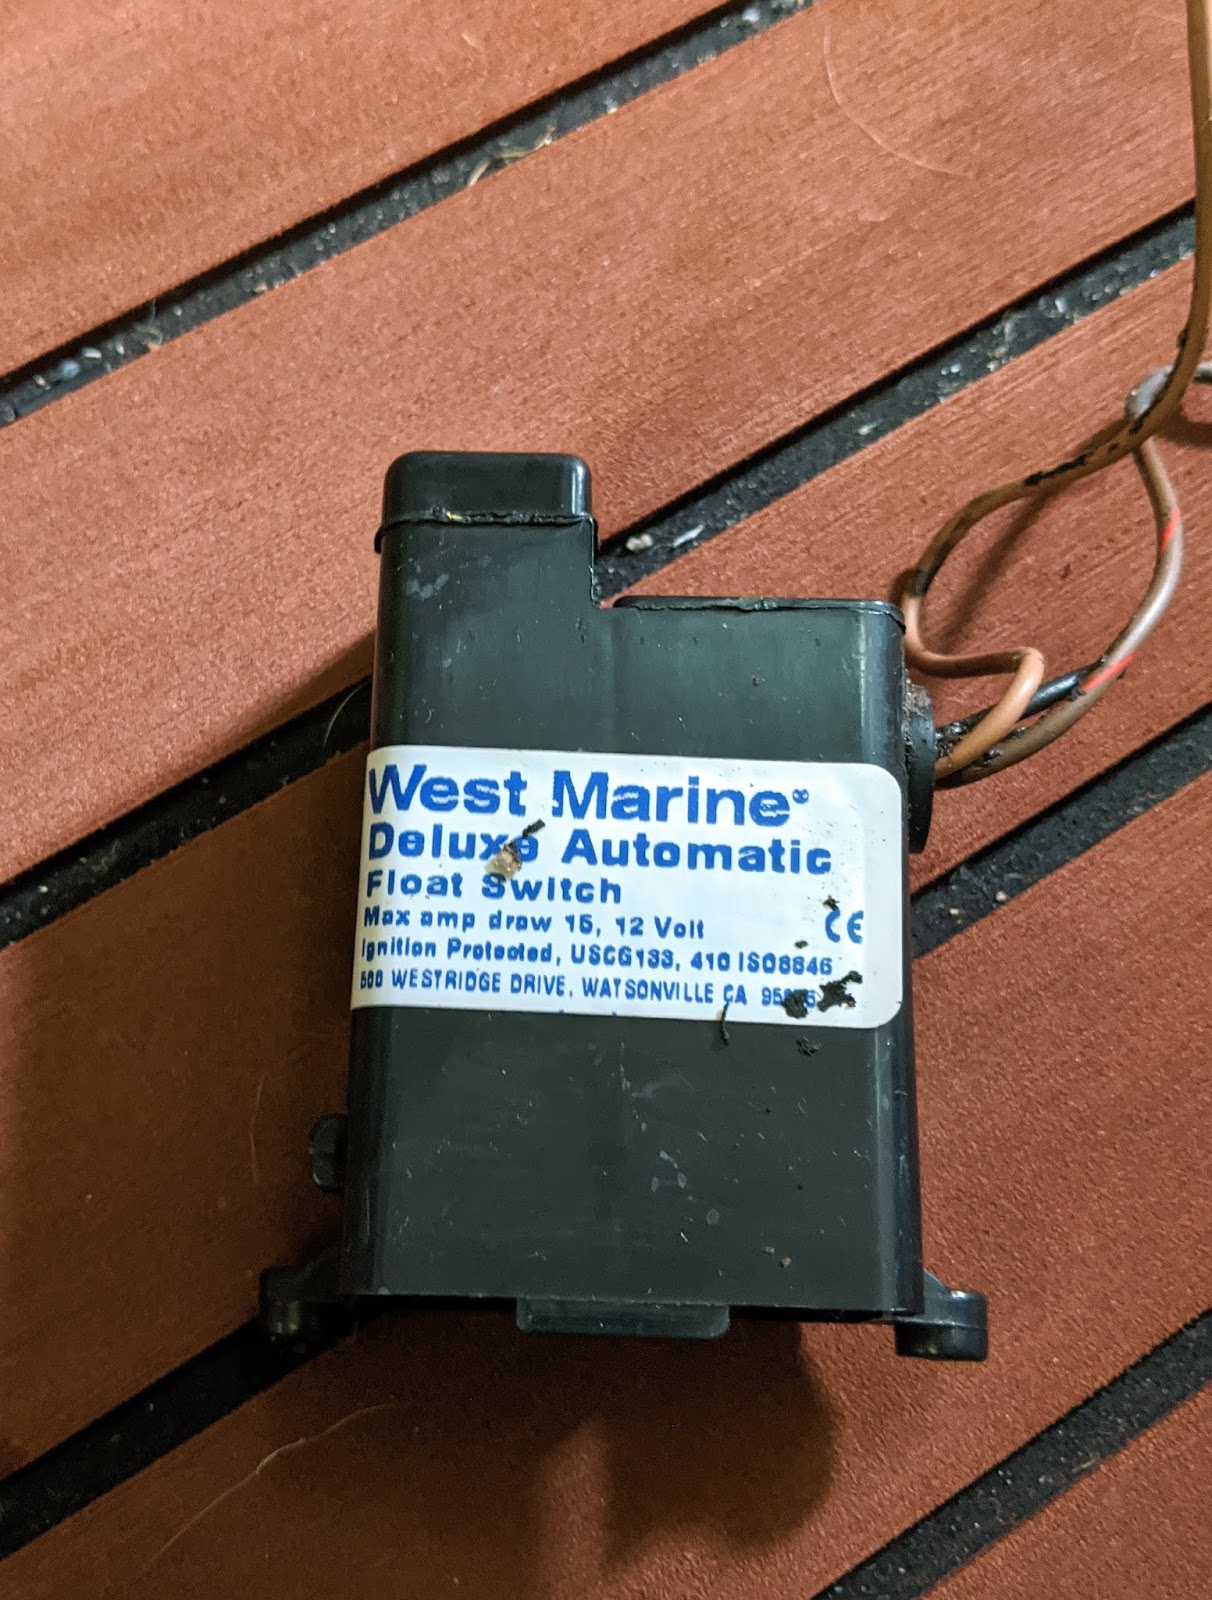 West Marine®
Deluxe Automatic
Float Switch
Max amp draw 15, 12 Volt
CE
Ignition Protected, USCG133, 410 ISO8846
500 WESTRIDGE DRIVE, WATSONVILLE CA